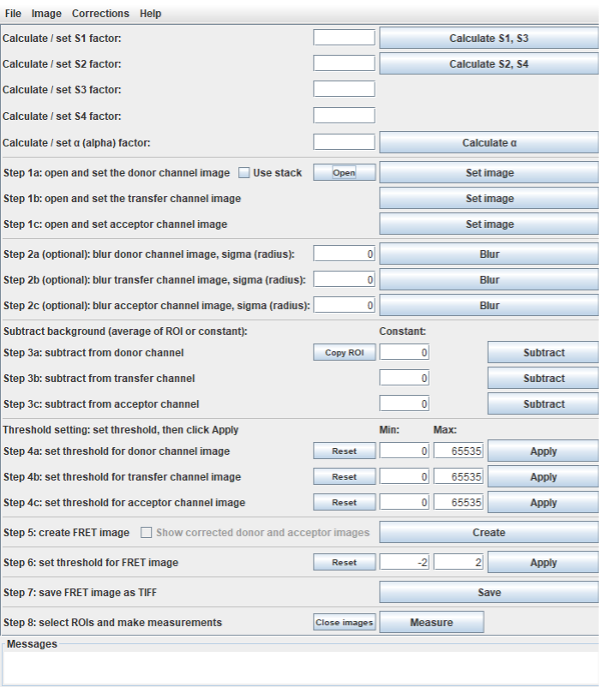 File Image Corrections Help
Calculate / set S1 factor: Calculate S1, S3
Calculate / set S2 factor: Calculate S2, S4
Calculate / set S3 factor:
Calculate / set S4 factor:
Calculate / set α (alpha) factor: Calculate α
Step 1a: open and set the donor channel image Use stack Open Set image
Step 1b: open and set the transfer channel image Set image
Step 1c: open and set acceptor channel image Set image
Step 2a (optional): blur donor channel image, sigma (radius): 0 Blur
Step 2b (optional): blur transfer channel image, sigma (radius): 0 Blur
Step 2c (optional): blur acceptor channel image, sigma (radius): 0 Blur
Subtract background (average of ROI or constant): Constant:
Step 3a: subtract from donor channel Copy ROI 0 Subtract
Step 3b: subtract from transfer channel 0 Subtract
Step 3c: subtract from acceptor channel 0 Subtract
Threshold setting: set threshold, then click Apply Min: Max:
Step 4a: set threshold for donor channel image Reset 0 65535 Apply
Step 4b: set threshold for transfer channel image Reset 0 65535 Apply
Step 4c: set threshold for acceptor channel image Reset 0 65535 Apply
Step 5: create FRET image Show corrected donor and acceptor images Create
Step 6: set threshold for FRET image Reset -2 2 Apply
Step 7: save FRET image as TIFF Save
Step 8: select ROIs and make measurements Close images Measure
Messages